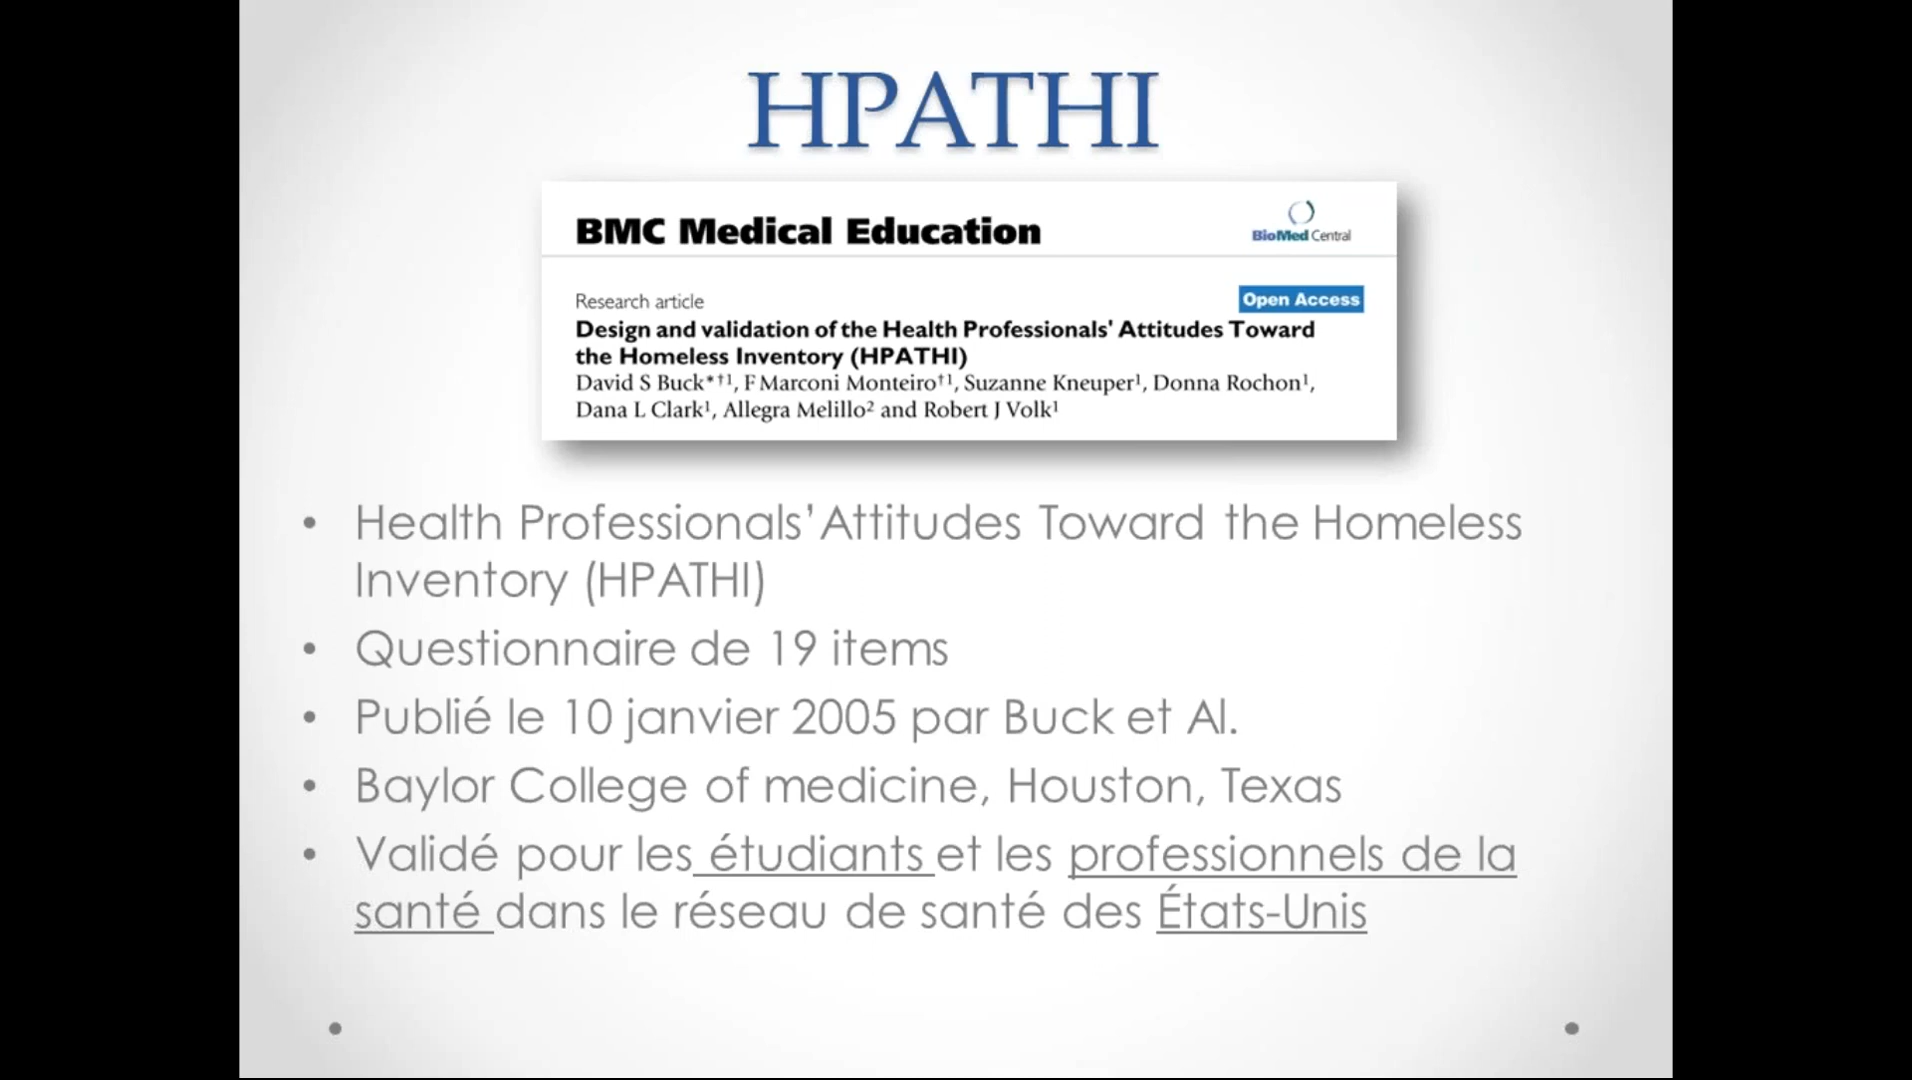 HPATHI
BMC Medical Education
BioMed Central
Research article
Open Access
Design and validation of the Health Professionals' Attitudes Toward
the Homeless Inventory (HPATHI)
David S Buck*†1, F Marconi Monteiro†1, Suzanne Kneuper1, Donna Rochon1,
Dana L Clark1, Allegra Melillo2 and Robert J Volk1
• Health Professionals’ Attitudes Toward the Homeless
Inventory (HPATHI)
• Questionnaire de 19 items
• Publié le 10 janvier 2005 par Buck et Al.
• Baylor College of medicine, Houston, Texas
• Validé pour les étudiants et les professionnels de la
santé dans le réseau de santé des États-Unis